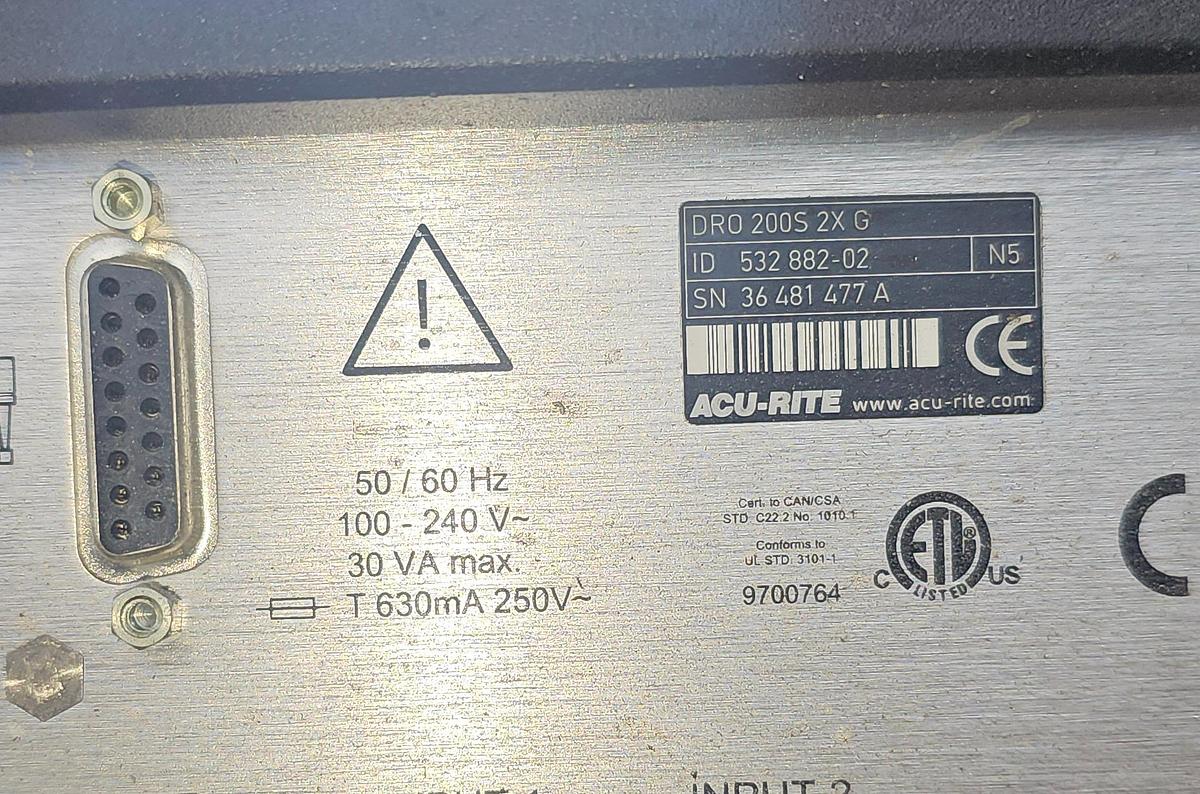 DRO 200S 2X G
ID 532 882-02
N5
SN 36 481 477 A
CE
ACU-RITE www.acu-rite.com
50 / 60 Hz
100 - 240 V~
30 VA max.
T 630mA 250V~
Cert. to CAN/CSA
STD C22.2 No. 1010.1
Conforms to
UL STD. 3101-1
9700764
ETL®
C LISTED US
INPUT 2